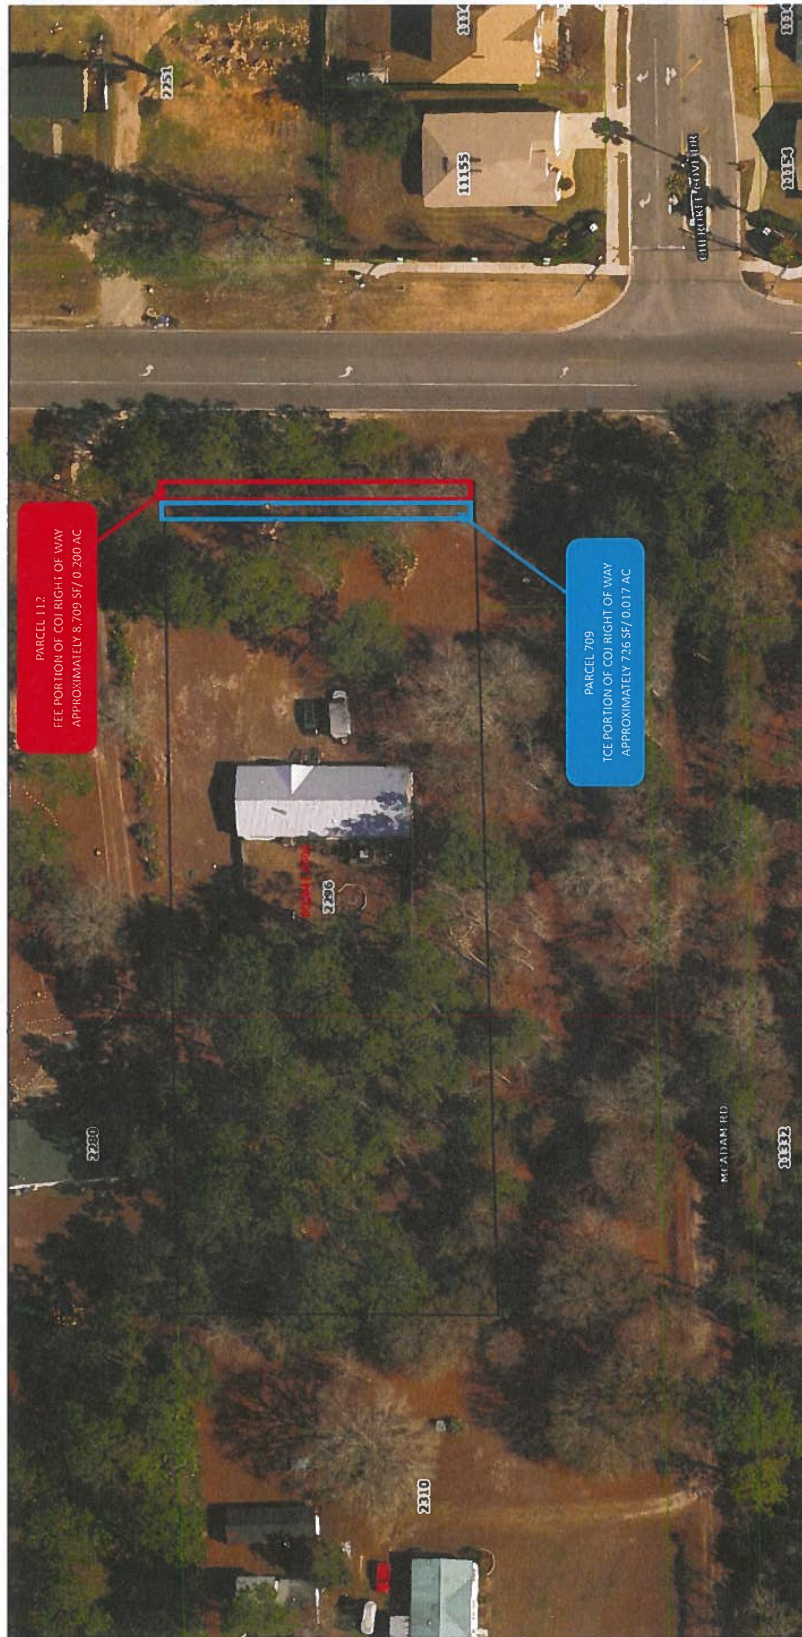 PARCEL 112
FEE PORTION OF COJ RIGHT OF WAY
APPROXIMATELY 8,709 SF/ 0.200 AC
PARCEL 709
TCE PORTION OF COJ RIGHT OF WAY
APPROXIMATELY 726 SF/ 0.017 AC
2251
11155
11154
2296
2280
2310
MCADAM RD
11332